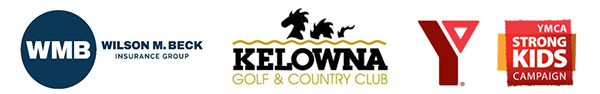 WMB
WILSON M. BECK
INSURANCE GROUP
KELOWNA
GOLF & COUNTRY CLUB
Y
YMCA
STRONG
KIDS
CAMPAIGN